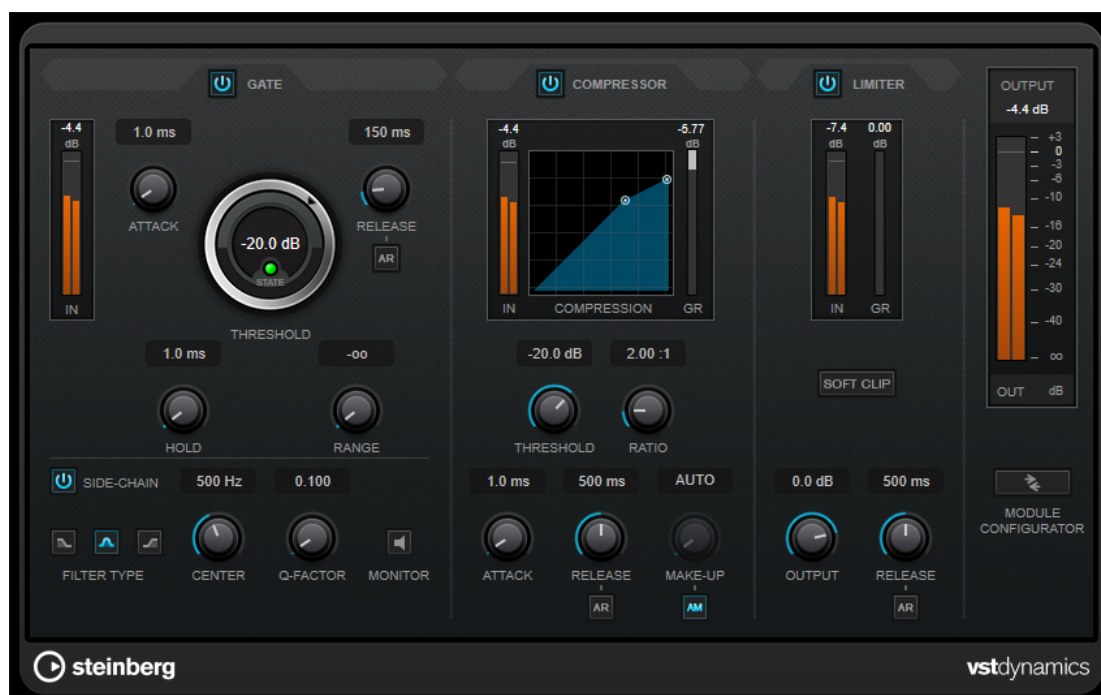 GATE
COMPRESSOR
LIMITER
OUTPUT
-4.4 dB
-4.4
dB
1.0 ms
150 ms
ATTACK
RELEASE
AR
-20.0 dB
STATE
IN
THRESHOLD
1.0 ms
-oo
HOLD
RANGE
SIDE-CHAIN
500 Hz
0.100
FILTER TYPE
CENTER
Q-FACTOR
MONITOR
-4.4
dB
-5.77
dB
IN
COMPRESSION
GR
-20.0 dB
2.00 :1
THRESHOLD
RATIO
1.0 ms
500 ms
AUTO
ATTACK
RELEASE
MAKE-UP
AR
AM
-7.4
dB
0.00
dB
IN
GR
SOFT CLIP
0.0 dB
500 ms
OUTPUT
RELEASE
AR
+3
0
-3
-6
-10
-16
-20
-24
-30
-40
oo
OUT
dB
MODULE
CONFIGURATOR
steinberg
vstdynamics